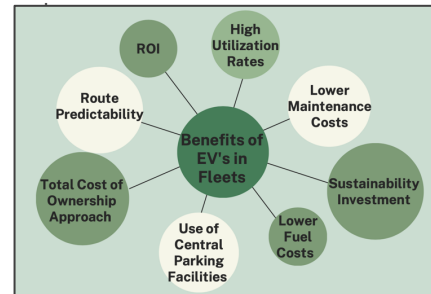 ROI
High
Utilization
Rates
Route
Predictability
Lower
Maintenance
Costs
Benefits of
EV's in
Fleets
Total Cost of
Ownership
Approach
Sustainability
Investment
Use of
Central
Parking
Facilities
Lower
Fuel
Costs